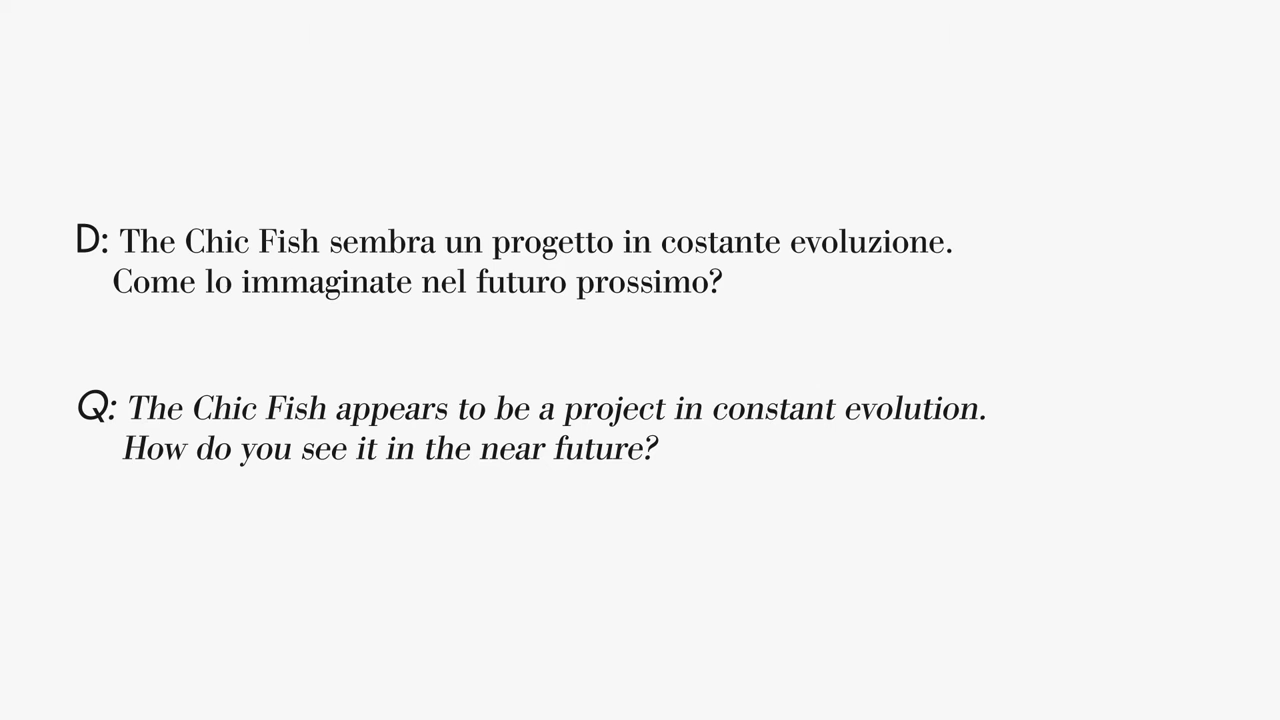 D: The Chic Fish sembra un progetto in costante evoluzione.
Come lo immaginate nel futuro prossimo?
Q: The Chic Fish appears to be a project in constant evolution.
How do you see it in the near future?